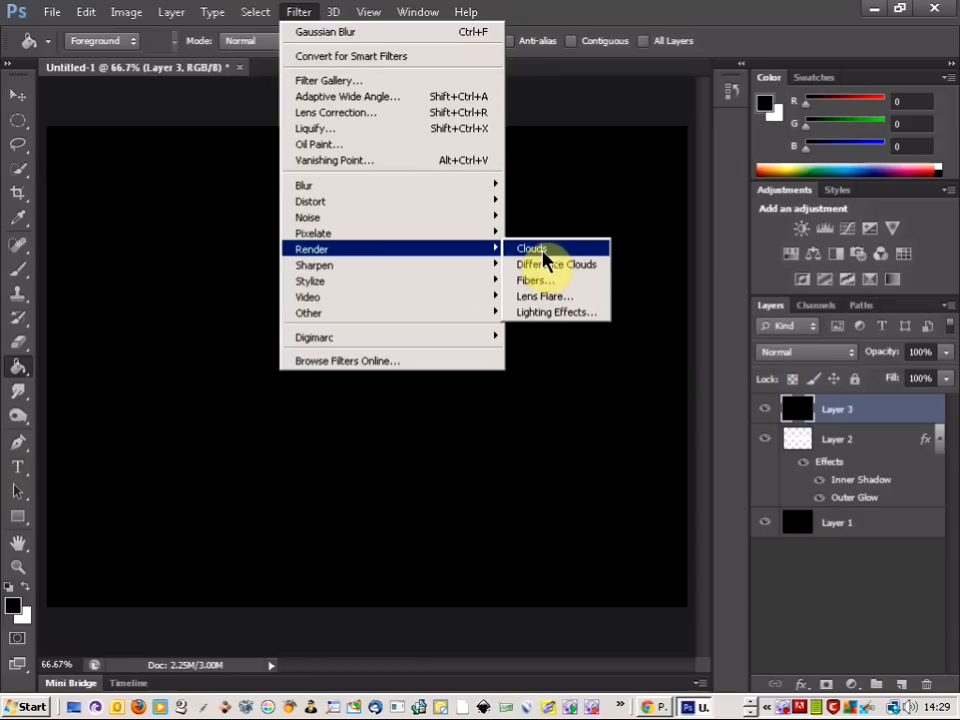 Ps File Edit Image Layer Type Select Filter 3D View Window Help
Foreground Mode: Normal Anti-alias Contiguous All Layers
Untitled-1 @ 66.7% (Layer 3, RGB/8) * ×
Gaussian Blur Ctrl+F
Convert for Smart Filters
Filter Gallery...
Adaptive Wide Angle... Shift+Ctrl+A
Lens Correction... Shift+Ctrl+R
Liquify... Shift+Ctrl+X
Oil Paint...
Vanishing Point... Alt+Ctrl+V
Blur
Distort
Noise
Pixelate
Render
Sharpen
Stylize
Video
Other
Digimarc
Browse Filters Online...
Clouds
Difference Clouds
Fibers...
Lens Flare...
Lighting Effects...
Color Swatches
R 0
G 0
B 0
Adjustments Styles
Add an adjustment
Layers Channels Paths
Kind
Normal Opacity: 100%
Lock: Fill: 100%
Layer 3
Layer 2 fx
Effects
Inner Shadow
Outer Glow
Layer 1
66.67% Doc: 2.25M/3.00M
Mini Bridge Timeline
Start » P. Ps U. « 14:29